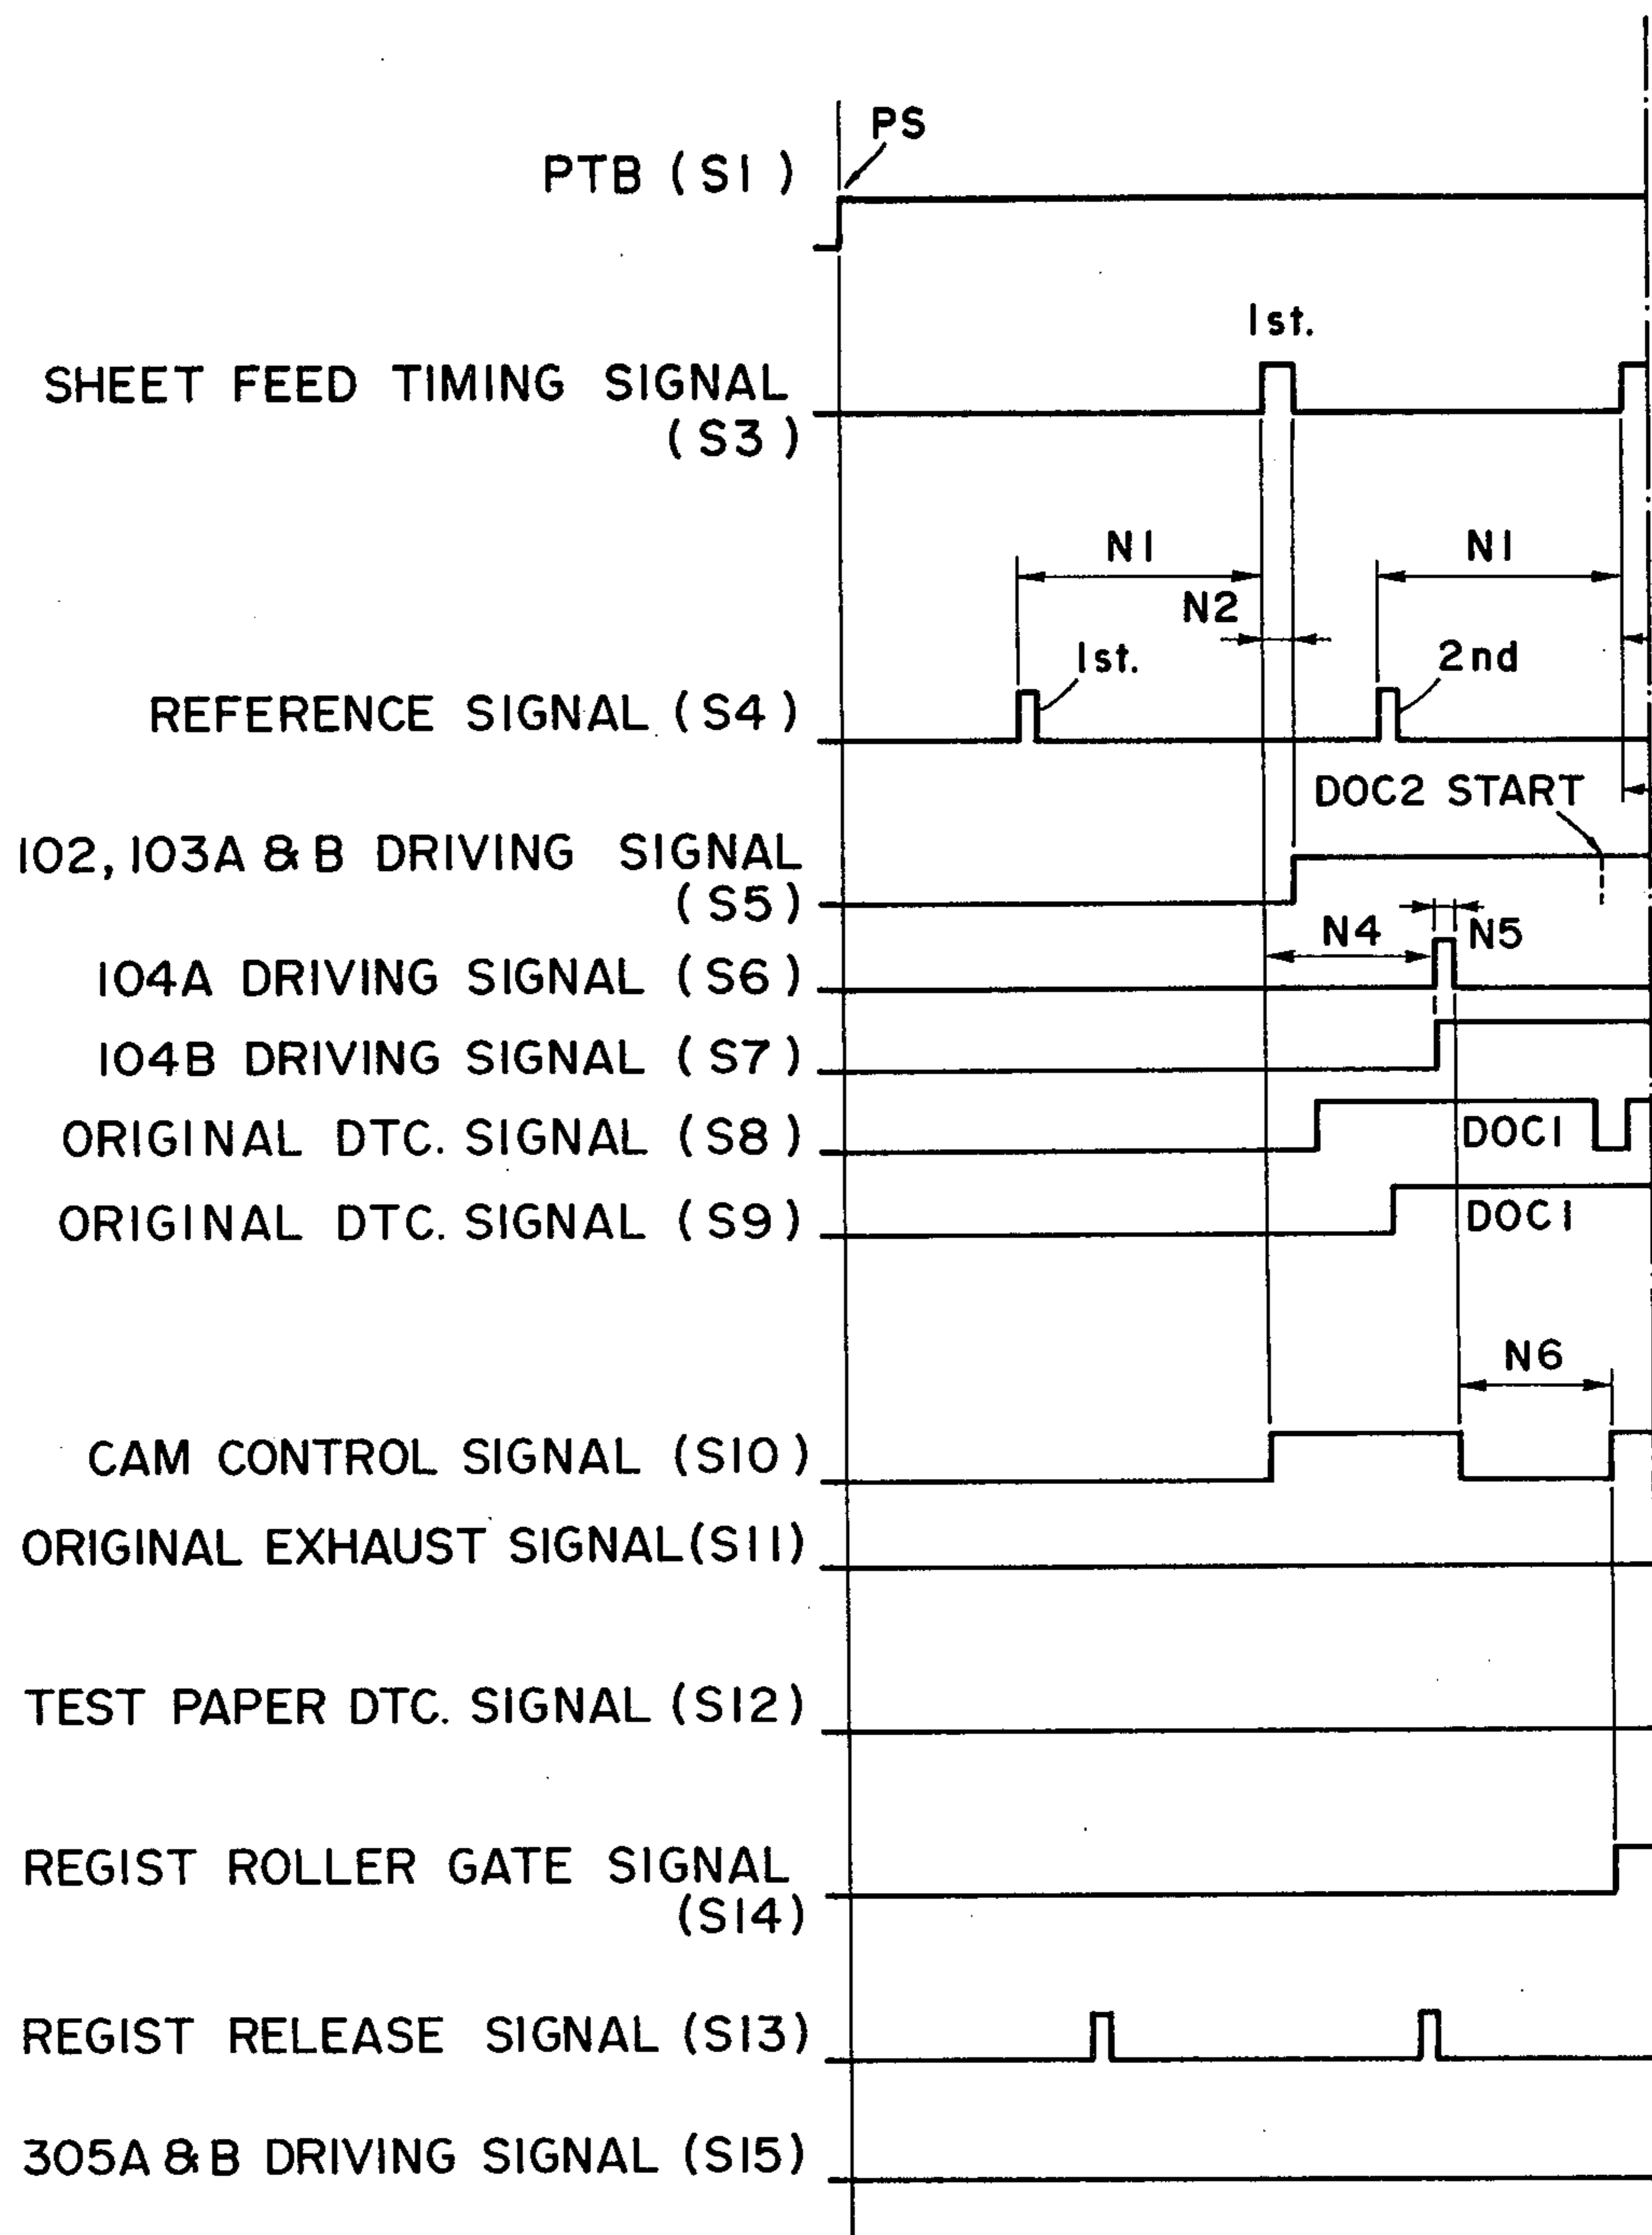 PS
PTB (S1)
1st.
SHEET FEED TIMING SIGNAL
(S3)
N1 N1
N2
1st. 2nd
REFERENCE SIGNAL (S4)
DOC2 START
102, 103A & B DRIVING SIGNAL
(S5)
N4 N5
104A DRIVING SIGNAL (S6)
104B DRIVING SIGNAL (S7)
ORIGINAL DTC. SIGNAL (S8) DOC1
ORIGINAL DTC. SIGNAL (S9) DOC1
N6
CAM CONTROL SIGNAL (S10)
ORIGINAL EXHAUST SIGNAL(S11)
TEST PAPER DTC. SIGNAL (S12)
REGIST ROLLER GATE SIGNAL
(S14)
REGIST RELEASE SIGNAL (S13)
305A & B DRIVING SIGNAL (S15)